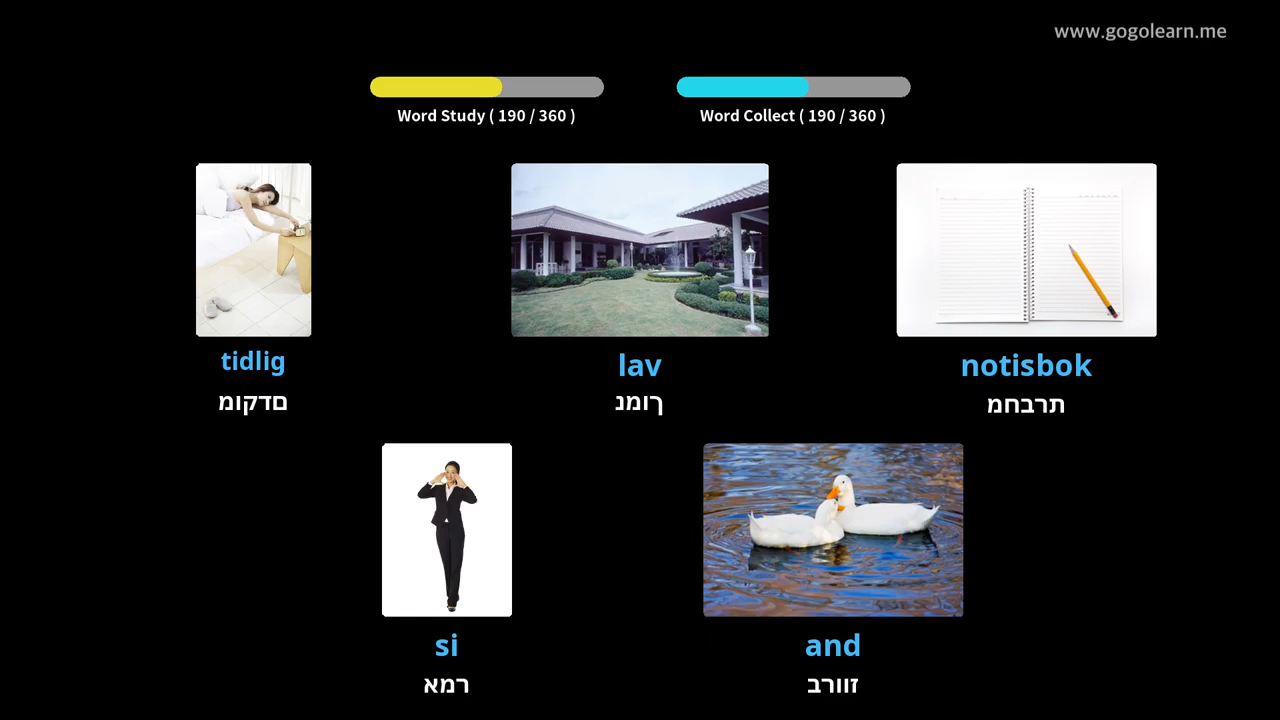 www.gogolearn.me
Word Study ( 190 / 360 )
Word Collect ( 190 / 360 )
tidlig
םדקומ
lav
ךומנ
notisbok
תרבחמ
si
רמא
and
זוורב